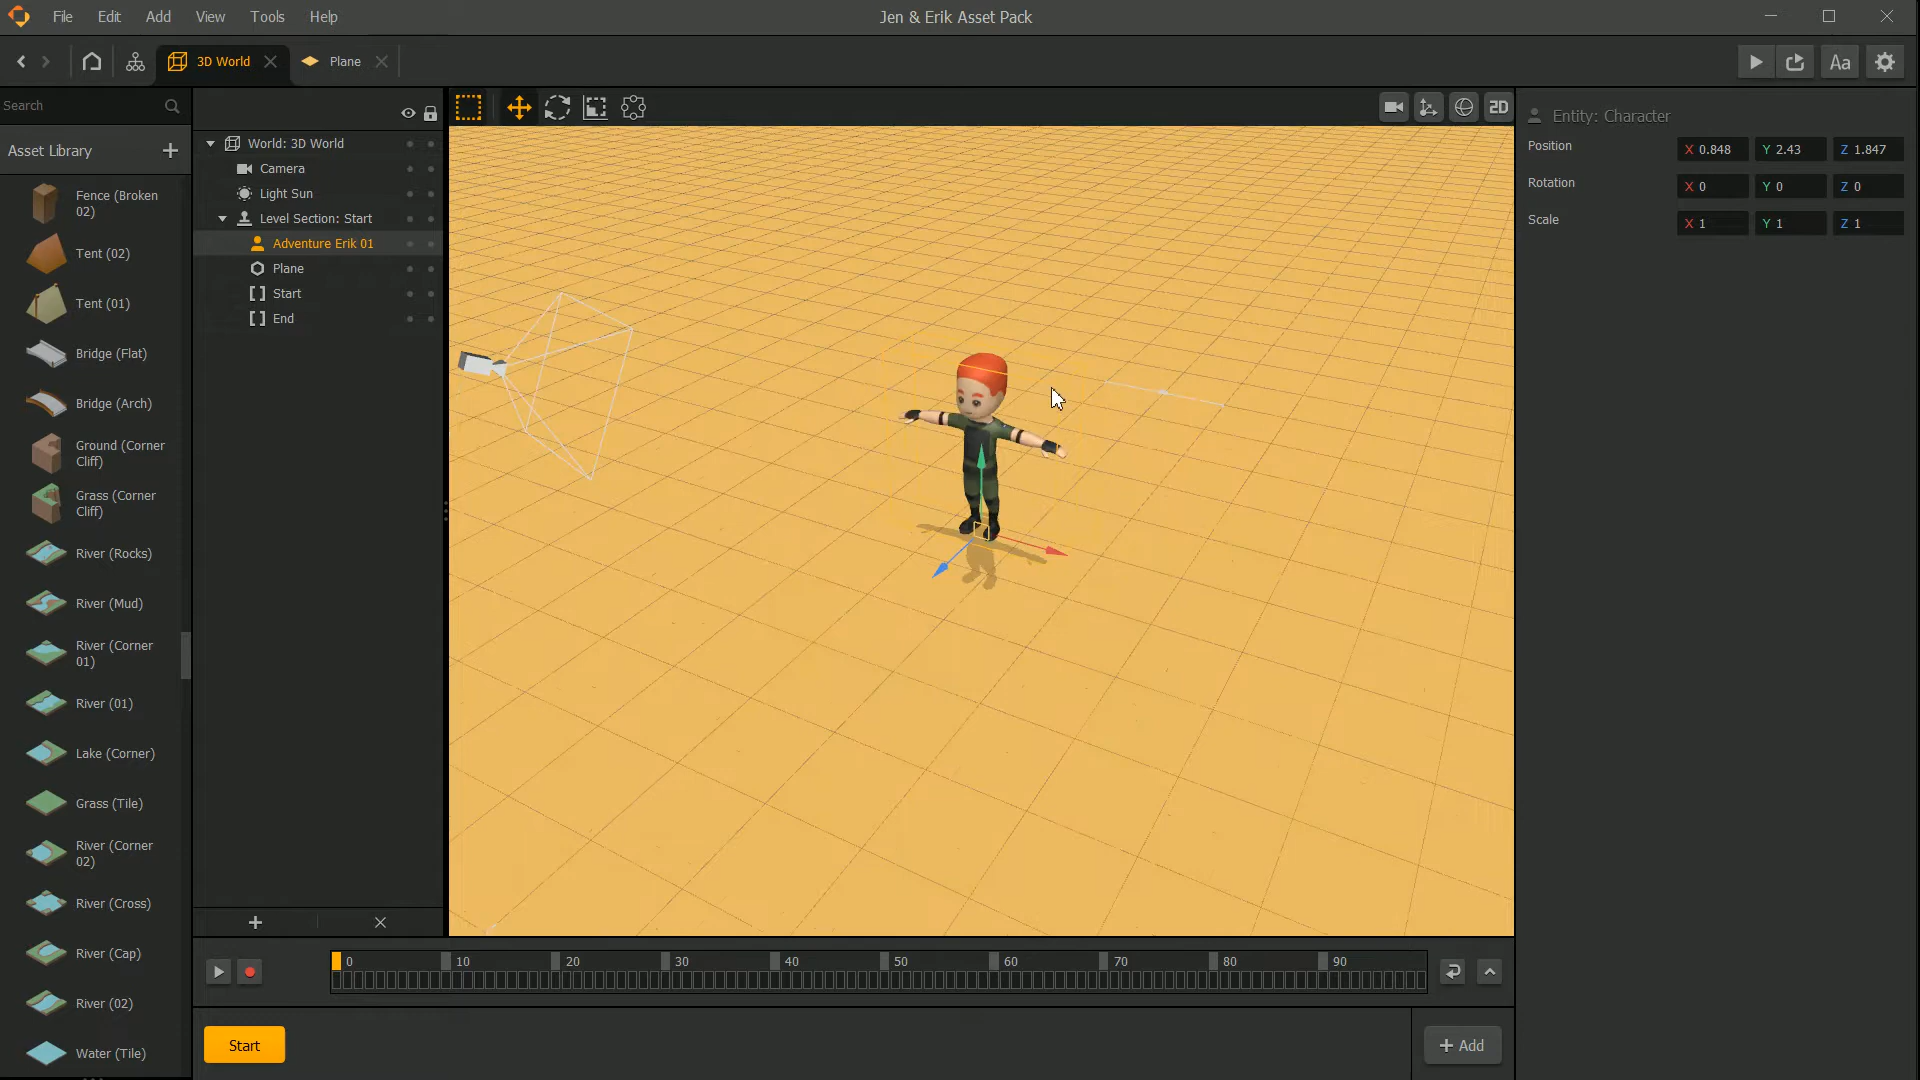 File Edit Add View Tools Help
Jen & Erik Asset Pack
3D World
Plane
Aa
Search
Asset Library
Fence (Broken
02)
Tent (02)
Tent (01)
Bridge (Flat)
Bridge (Arch)
Ground (Corner
Cliff)
Grass (Corner
Cliff)
River (Rocks)
River (Mud)
River (Corner
01)
River (01)
Lake (Corner)
Grass (Tile)
River (Corner
02)
River (Cross)
River (Cap)
River (02)
Water (Tile)
World: 3D World
Camera
Light Sun
Level Section: Start
Adventure Erik 01
Plane
Start
End
2D
Entity: Character
Position X 0.848 Y 2.43 Z 1.847
Rotation X 0 Y 0 Z 0
Scale X 1 Y 1 Z 1
0 10 20 30 40 50 60 70 80 90
Start
+ Add